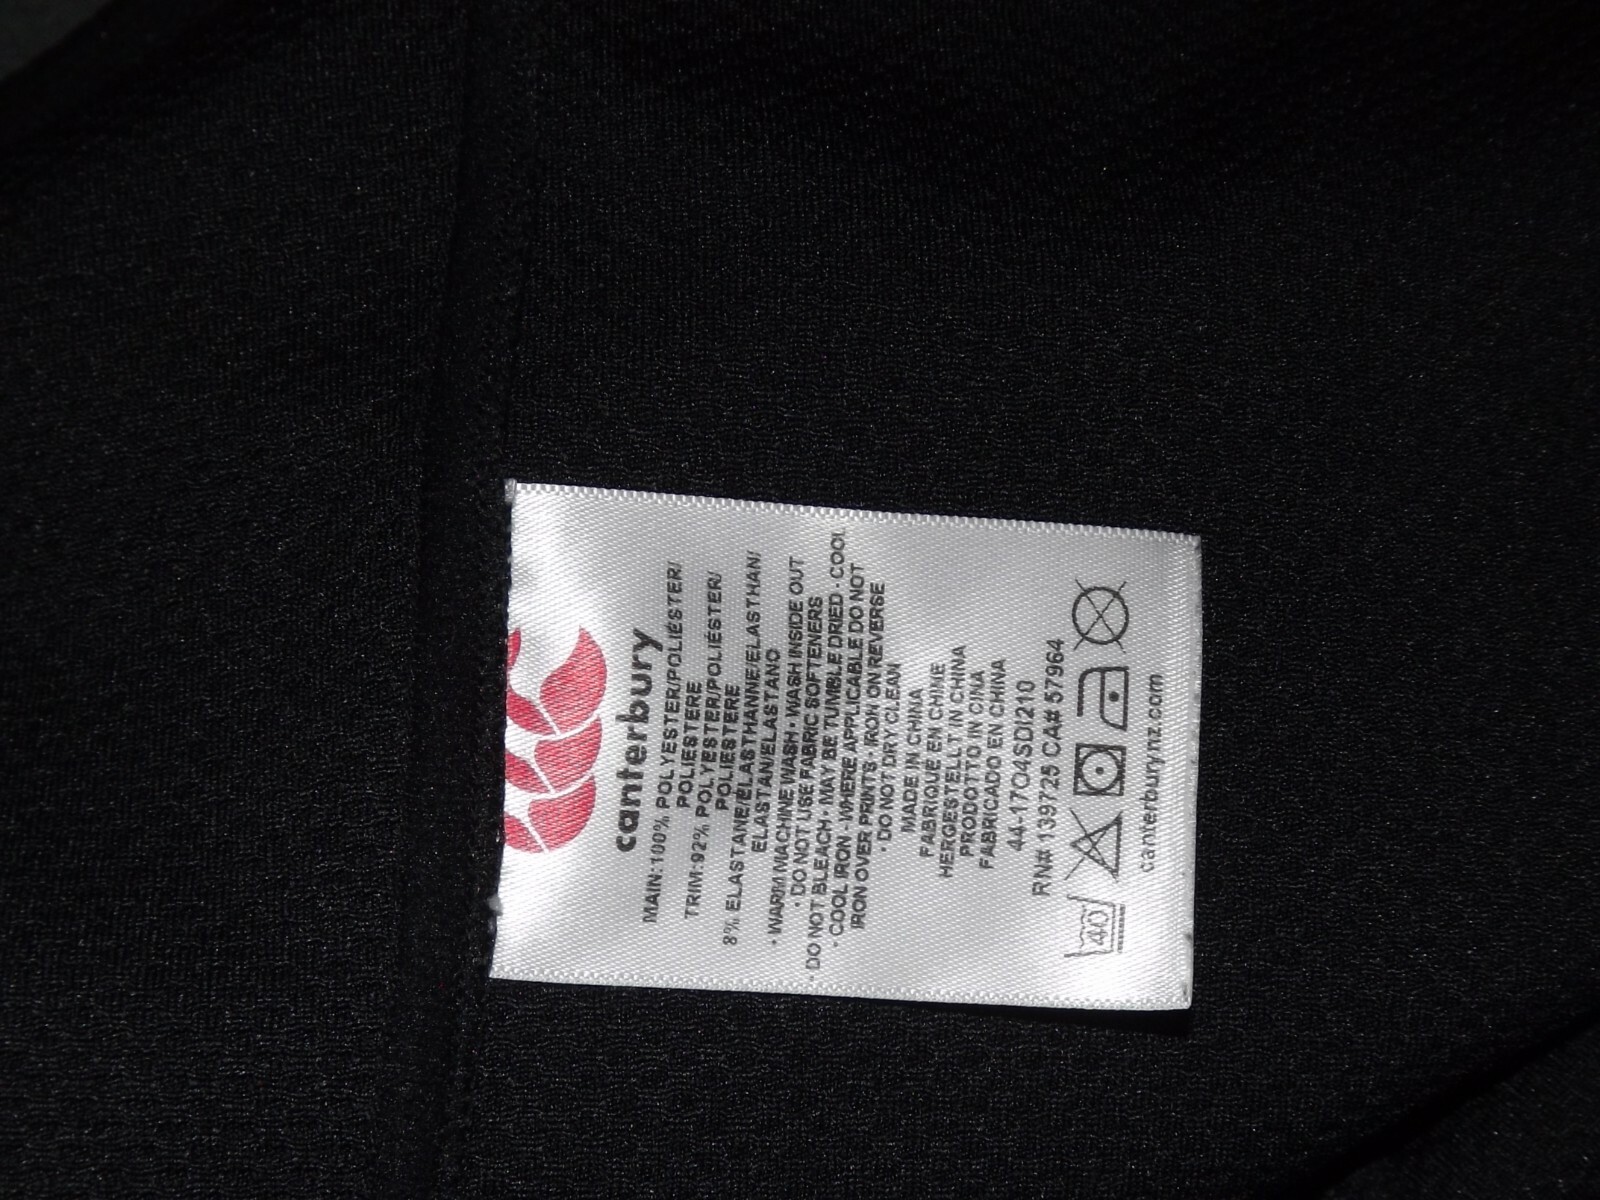 canterbury
MAIN:100% POLYESTER/POLIÉSTER/
POLIESTERE
TRIM:92% POLYESTER/POLIÉSTER/
POLIESTERE
8% ELASTANE/ELASTHANNE/ELASTHAN/
ELASTAN/ELASTANO
• WARM MACHINE WASH • WASH INSIDE OUT
• DO NOT USE FABRIC SOFTENERS
• DO NOT BLEACH • MAY BE TUMBLE DRIED - COOL
• COOL IRON - WHERE APPLICABLE DO NOT
IRON OVER PRINTS - IRON ON REVERSE
• DO NOT DRY CLEAN
MADE IN CHINA
FABRIQUE EN CHINE
HERGESTELLT IN CHINA
PRODOTTO IN CINA
FABRICADO EN CHINA
44-17O4SDI210
RN# 139725 CA# 57964
40
canterburynz.com